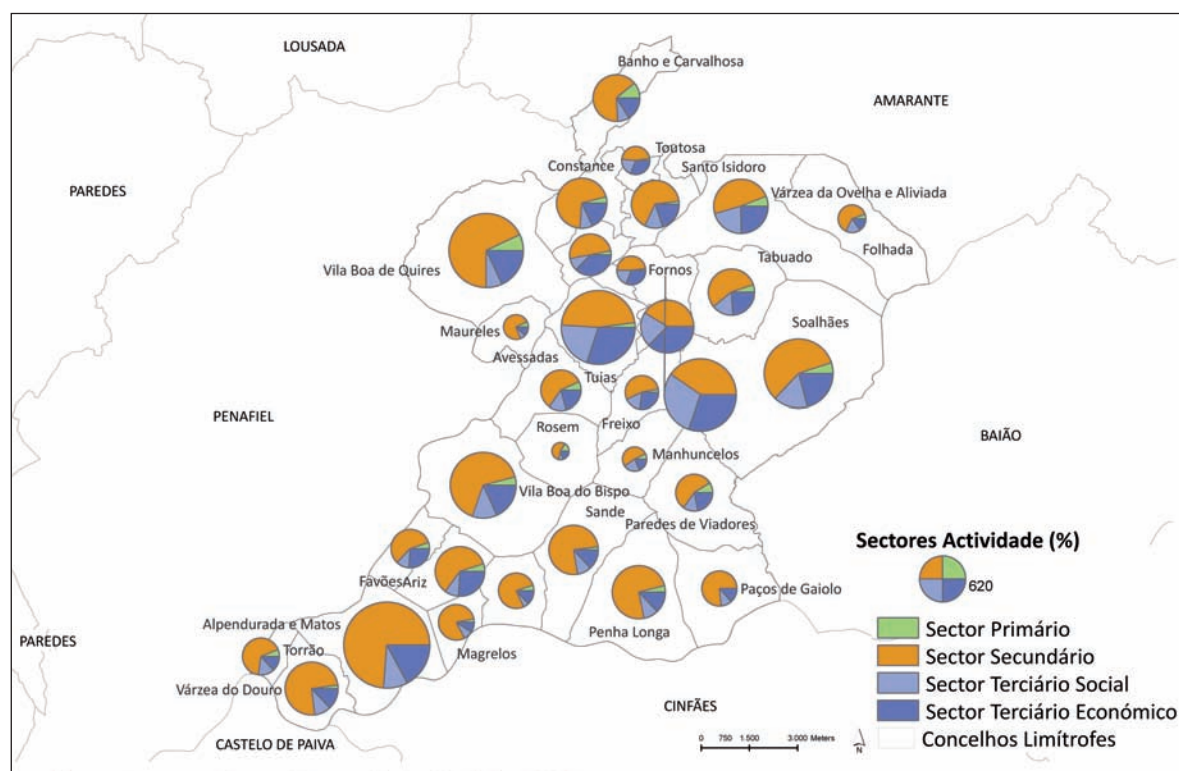 LOUSADA
Banho e Carvalhosa
AMARANTE
Toutosa
Constance
Santo Isidoro
PAREDES
Várzea da Ovelha e Aliviada
Folhada
Vila Boa de Quires
Fornos
Tabuado
Maureles
Soalhães
Avessadas
Tuias
PENAFIEL
Freixo
Rosem
BAIÃO
Manhuncelos
Vila Boa do Bispo
Sande
Paredes de Viadores
Sectores Actividade (%)
620
FavõesAriz
Paços de Gaiolo
Alpendurada e Matos
Penha Longa
PAREDES
Torrão
Magrelos
Várzea do Douro
CINFÃES
CASTELO DE PAIVA
Sector Primário
Sector Secundário
Sector Terciário Social
Sector Terciário Económico
Concelhos Limítrofes
0 750 1.500 3.000 Meters
N